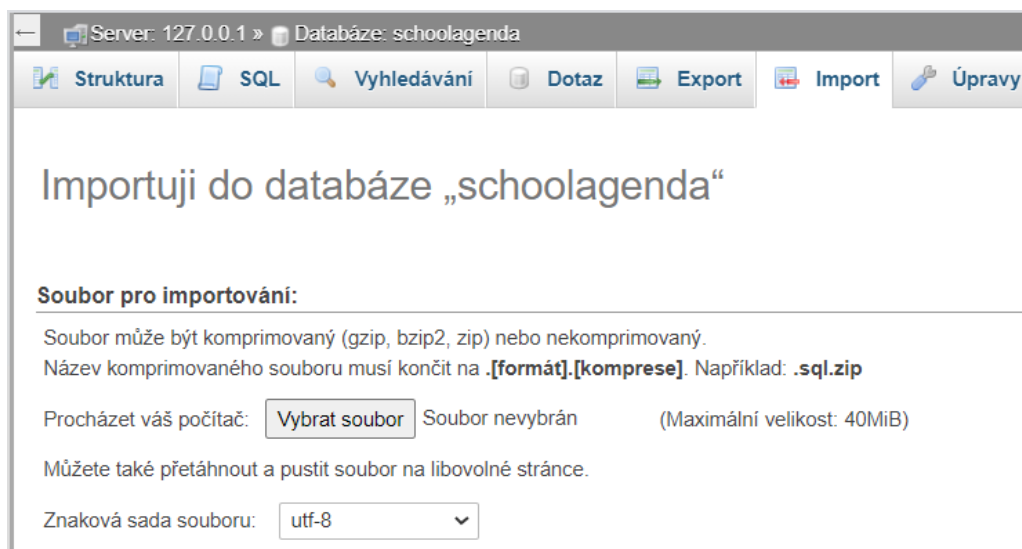 ← Server: 127.0.0.1 » Databáze: schoolagenda
Struktura SQL Vyhledávání Dotaz Export Import Úpravy
Importuji do databáze „schoolagenda“
Soubor pro importování:
Soubor může být komprimovaný (gzip, bzip2, zip) nebo nekomprimovaný.
Název komprimovaného souboru musí končit na .[formát].[komprese]. Například: .sql.zip
Procházet váš počítač: Vybrat soubor Soubor nevybrán (Maximální velikost: 40MiB)
Můžete také přetáhnout a pustit soubor na libovolné stránce.
Znaková sada souboru: utf-8